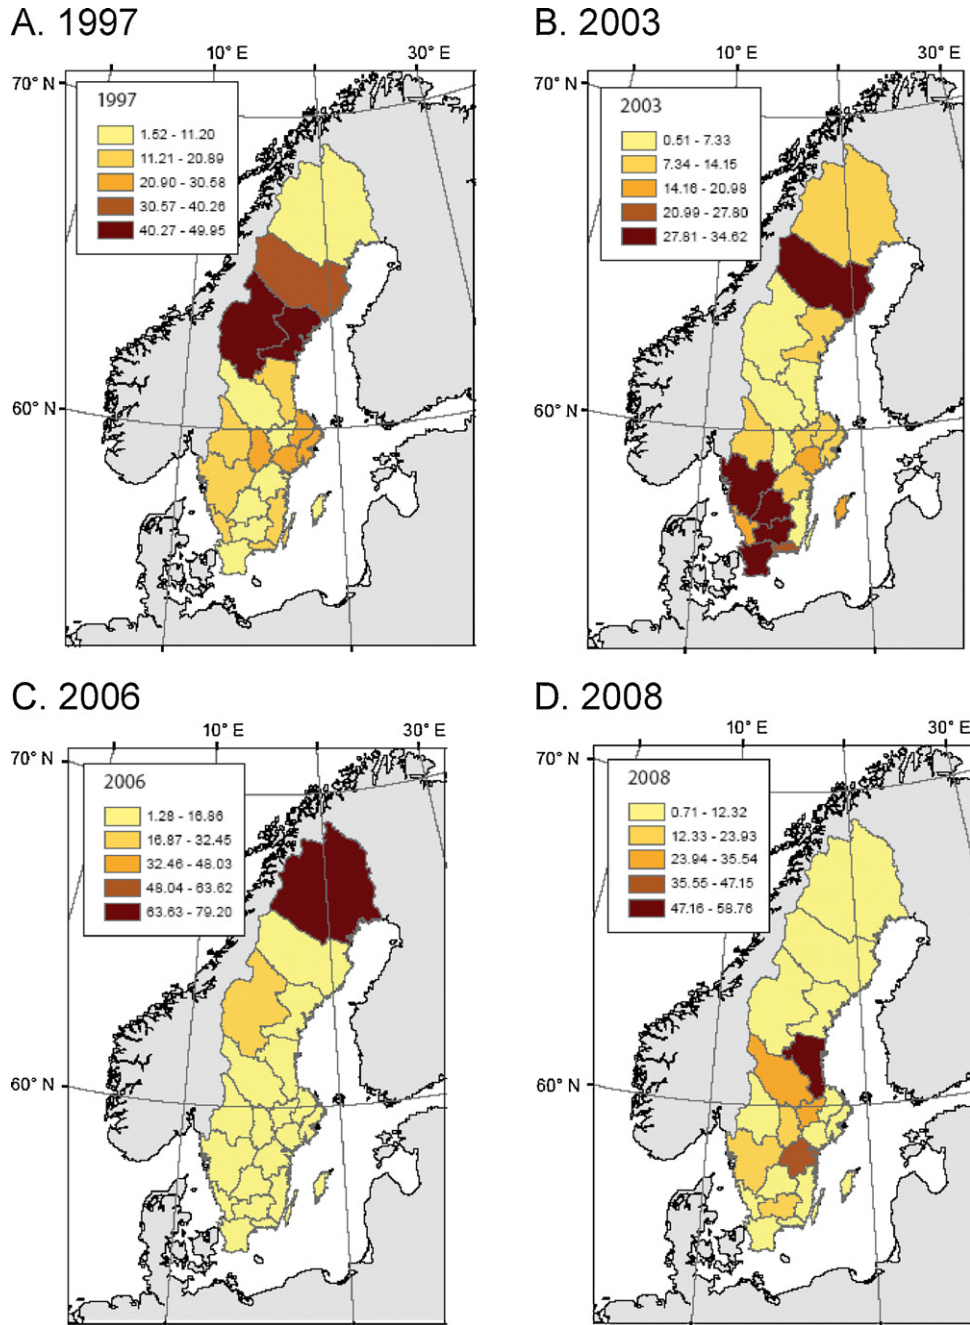 A. 1997
B. 2003
10° E
30° E
10° E
30° E
70° N
1997
1.52 - 11.20
11.21 - 20.89
20.90 - 30.58
30.57 - 40.26
40.27 - 49.95
60° N
70° N
2003
0.51 - 7.33
7.34 - 14.15
14.16 - 20.98
20.99 - 27.80
27.81 - 34.62
60° N
C. 2006
D. 2008
10° E
30° E
10° E
30° E
70° N
2006
1.28 - 16.86
16.87 - 32.45
32.46 - 48.03
48.04 - 63.62
63.63 - 79.20
60° N
70° N
2008
0.71 - 12.32
12.33 - 23.93
23.94 - 35.54
35.55 - 47.15
47.16 - 58.76
60° N